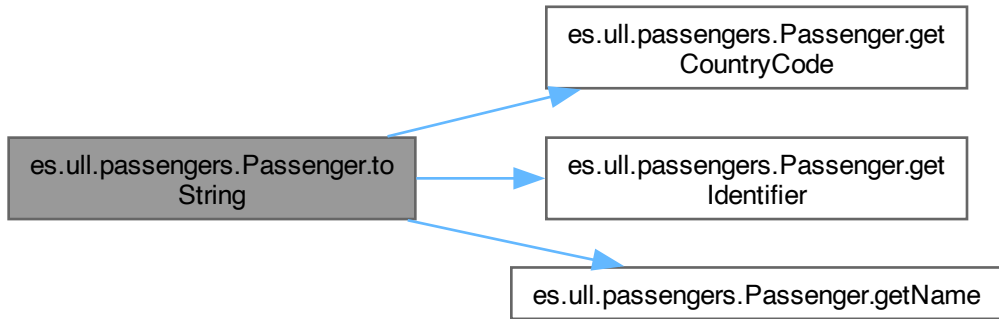 es.ull.passengers.Passenger.get
CountryCode
es.ull.passengers.Passenger.to
String
es.ull.passengers.Passenger.get
Identifier
es.ull.passengers.Passenger.getName